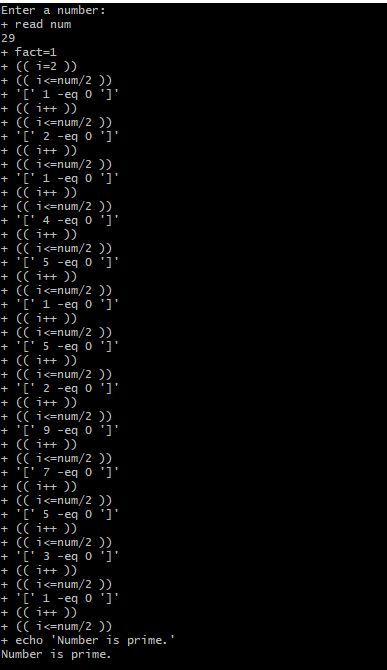 Enter a number:
+ read num
29
+ fact=1
+ (( i=2 ))
+ (( i<=num/2 ))
+ '[' 1 -eq 0 ']'
+ (( i++ ))
+ (( i<=num/2 ))
+ '[' 2 -eq 0 ']'
+ (( i++ ))
+ (( i<=num/2 ))
+ '[' 1 -eq 0 ']'
+ (( i++ ))
+ (( i<=num/2 ))
+ '[' 4 -eq 0 ']'
+ (( i++ ))
+ (( i<=num/2 ))
+ '[' 5 -eq 0 ']'
+ (( i++ ))
+ (( i<=num/2 ))
+ '[' 1 -eq 0 ']'
+ (( i++ ))
+ (( i<=num/2 ))
+ '[' 5 -eq 0 ']'
+ (( i++ ))
+ (( i<=num/2 ))
+ '[' 2 -eq 0 ']'
+ (( i++ ))
+ (( i<=num/2 ))
+ '[' 9 -eq 0 ']'
+ (( i++ ))
+ (( i<=num/2 ))
+ '[' 7 -eq 0 ']'
+ (( i++ ))
+ (( i<=num/2 ))
+ '[' 5 -eq 0 ']'
+ (( i++ ))
+ (( i<=num/2 ))
+ '[' 3 -eq 0 ']'
+ (( i++ ))
+ (( i<=num/2 ))
+ '[' 1 -eq 0 ']'
+ (( i++ ))
+ (( i<=num/2 ))
+ echo 'Number is prime.'
Number is prime.